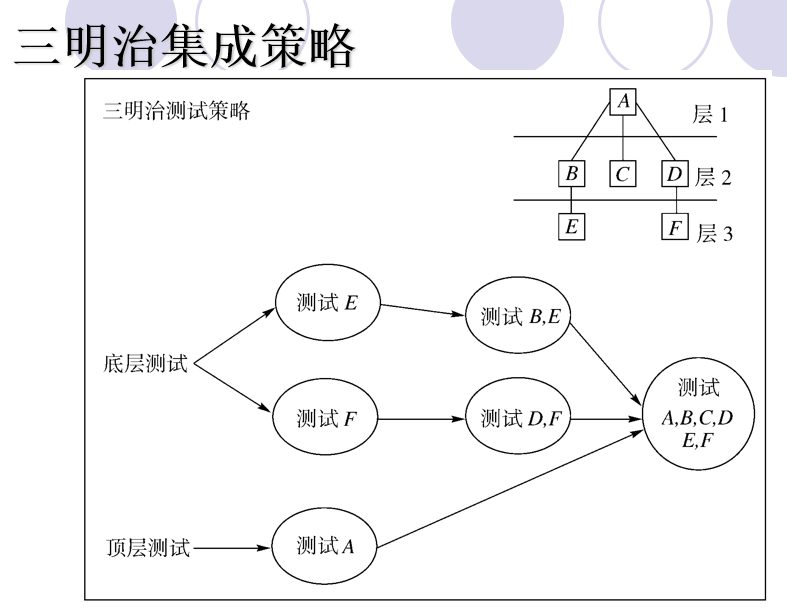 三明治集成策略
三明治测试策略
A
层 1
B
C
D
层 2
E
F
层 3
测试 E
测试 B,E
底层测试
测试
A,B,C,D
E,F
测试 F
测试 D,F
顶层测试
测试 A